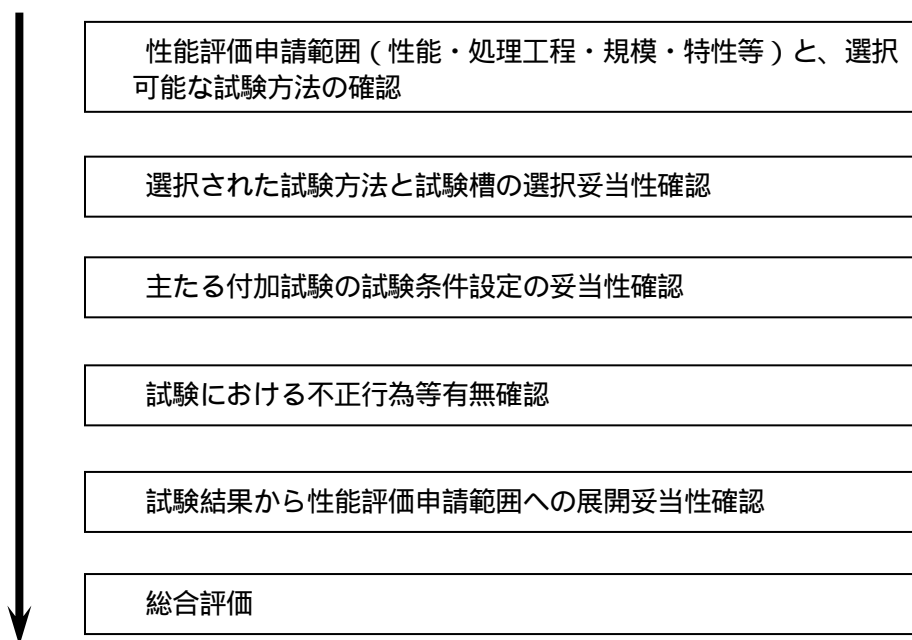 性能評価申請範囲(性能・処理工程・規模・特性等)と、選択
可能な試験方法の確認
選択された試験方法と試験槽の選択妥当性確認
主たる付加試験の試験条件設定の妥当性確認
試験における不正行為等有無確認
試験結果から性能評価申請範囲への展開妥当性確認
総合評価